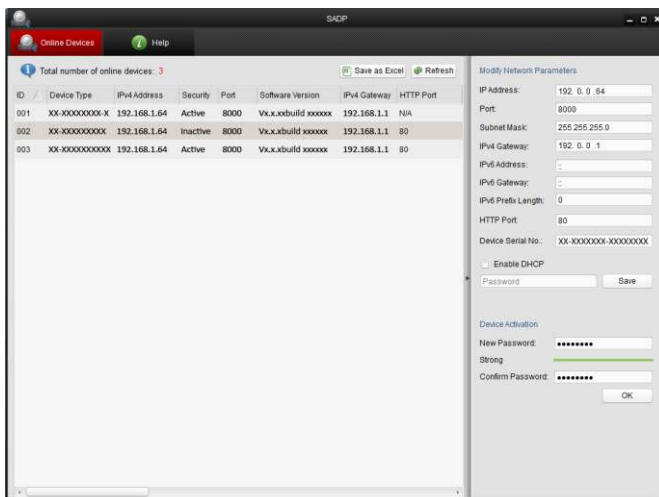 SADP
Online Devices Help
Total number of online devices: 3 Save as Excel Refresh
ID Device Type IPv4 Address Security Port Software Version IPv4 Gateway HTTP Port
001 XX-XXXXXXXX-X 192.168.1.64 Active 8000 Vx.x.xxbuild xxxxxx 192.168.1.1 N/A
002 XX-XXXXXXXXX 192.168.1.64 Inactive 8000 Vx.x.xbuild xxxxxx 192.168.1.1 80
003 XX-XXXXXXXXXX 192.168.1.64 Active 8000 Vx.x.xbuild xxxxxx 192.168.1.1 80
Modify Network Parameters
IP Address: 192. 0. 0 .64
Port: 8000
Subnet Mask: 255.255.255.0
IPv4 Gateway: 192. 0. 0 .1
IPv6 Address: ::
IPv6 Gateway: ::
IPv6 Prefix Length: 0
HTTP Port: 80
Device Serial No.: XX-XXXXXXX-XXXXXXXX
Enable DHCP
Password Save
Device Activation
New Password: ••••••••
Strong
Confirm Password: ••••••••
OK